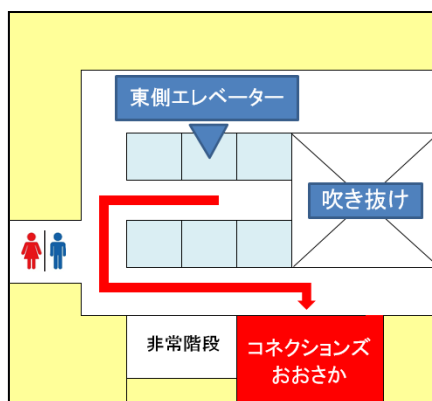 東側エレベーター
吹き抜け
非常階段
コネクションズ
おおさか